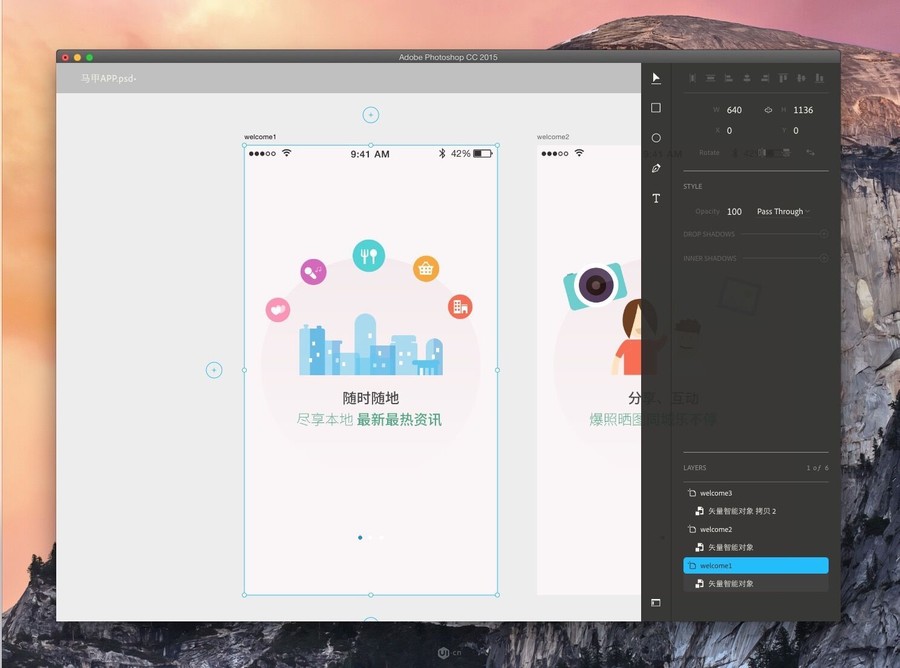 Adobe Photoshop CC 2015
马甲APP.psd
welcome1
9:41 AM
42%
随时随地
尽享本地 最新最热资讯
welcome2
分享、互动
爆照晒图
T
W 640 H 1136
X 0 Y 0
Rotate
STYLE
Opacity 100 Pass Through
DROP SHADOWS
INNER SHADOWS
LAYERS 1 of 6
welcome3
矢量智能对象 拷贝 2
welcome2
矢量智能对象
welcome1
矢量智能对象
UI·cn